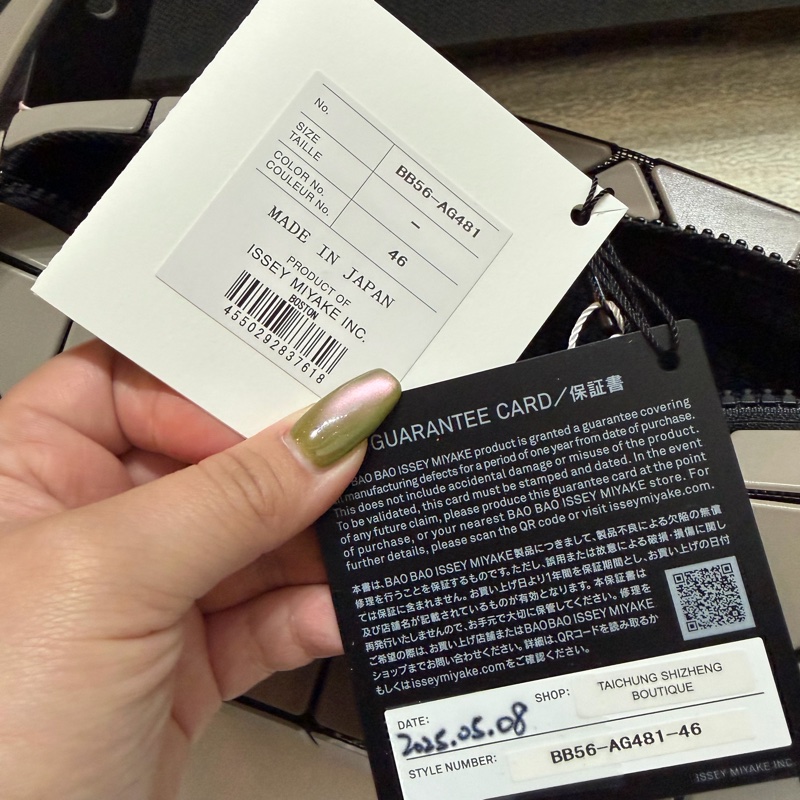 No.
BB56-AG481
SIZE
TAILLE
-
COLOR No.
COULEUR No.
46
MADE IN JAPAN
PRODUCT OF
ISSEY MIYAKE INC.
BOSTON
4550292837618
GUARANTEE CARD/保証書
BAO BAO ISSEY MIYAKE product is granted a guarantee covering
manufacturing defects for a period of one year from date of purchase.
This does not include accidental damage or misuse of the product.
To be validated, this card must be stamped and dated. In the event
of any future claim, please produce this guarantee card at the point
of purchase, or your nearest BAO BAO ISSEY MIYAKE store. For
further details, please scan the QR code or visit isseymiyake.com.
本書は、BAO BAO ISSEY MIYAKE製品につきまして、製品不良による欠陥の無償
修理を行うことを保証するものです。ただし、誤用または故意による破損・損傷に関し
ては保証に含まれません。お買い上げ日より1年間を保証期間とし、お買い上げの日付
及び店舗名が記載されているものが有効となります。本保証書は
再発行いたしませんので、お手元で大切に保管してください。修理を
ご希望の際は、お買い上げ店舗またはBAO BAO ISSEY MIYAKE
ショップまでお問い合わせください。詳細は、QRコードを読み取るか
もしくはisseymiyake.comをご確認ください。
DATE:
2025.05.08
SHOP:
TAICHUNG SHIZHENG
BOUTIQUE
STYLE NUMBER:
BB56-AG481-46
ISSEY MIYAKE INC.